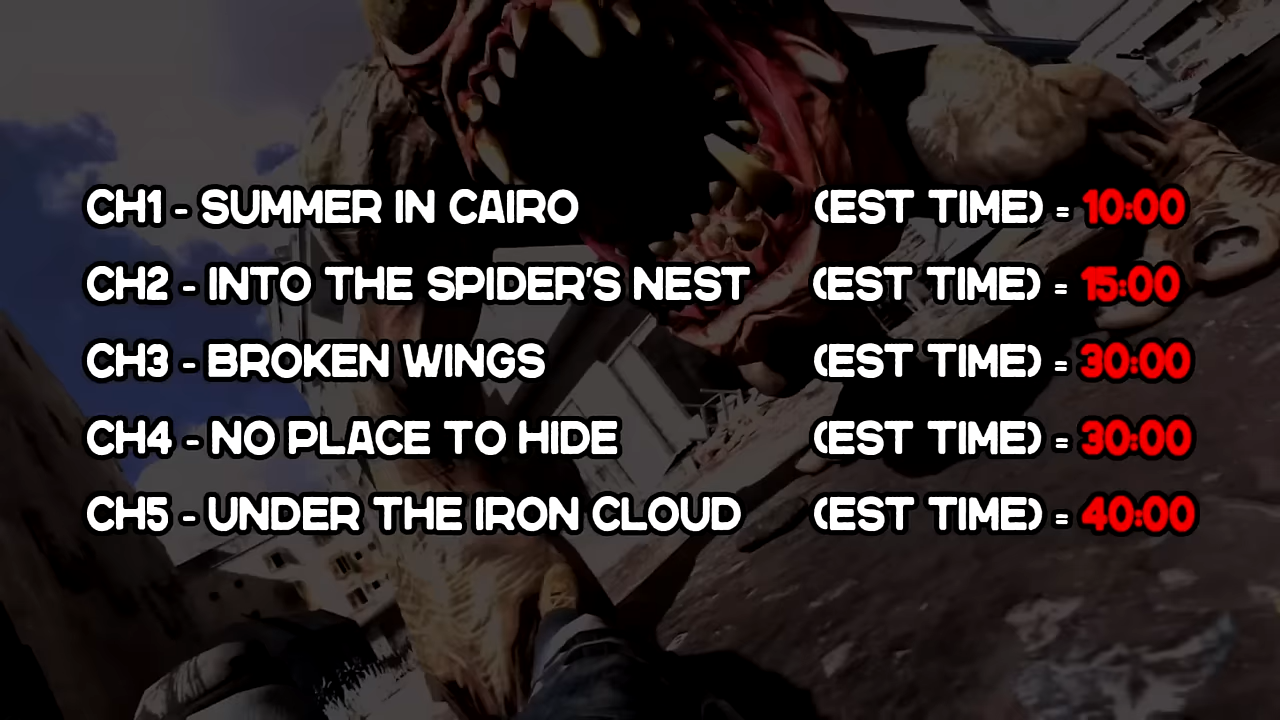 CH1 - SUMMER IN CAIRO (EST TIME) = 10:00
CH2 - INTO THE SPIDER'S NEST (EST TIME) = 15:00
CH3 - BROKEN WINGS (EST TIME) = 30:00
CH4 - NO PLACE TO HIDE (EST TIME) = 30:00
CH5 - UNDER THE IRON CLOUD (EST TIME) = 40:00